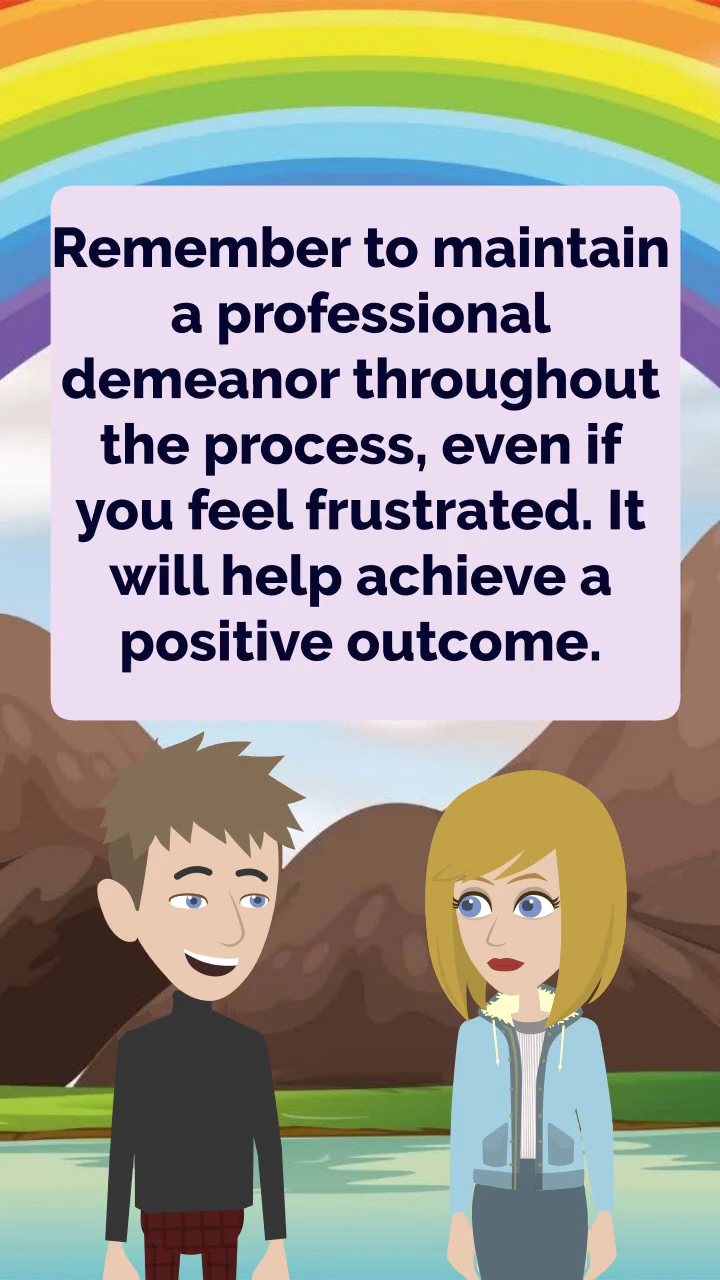 Remember to maintain
a professional
demeanor throughout
the process, even if
you feel frustrated. It
will help achieve a
positive outcome.